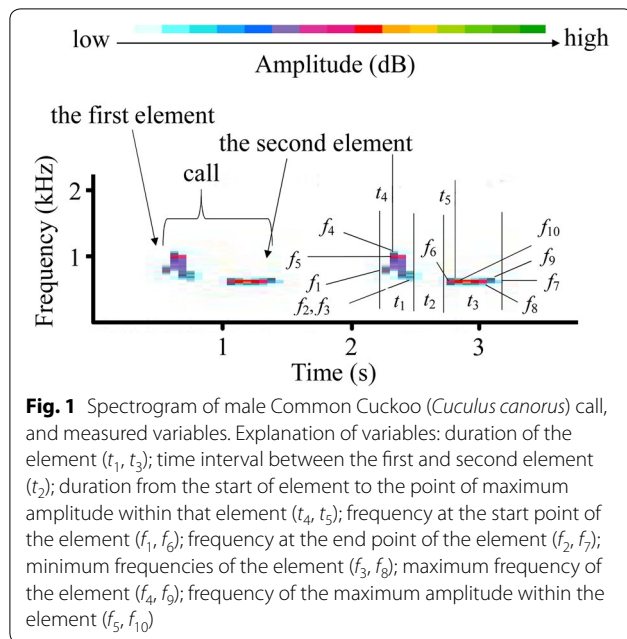 low high
Amplitude (dB)
the first element
the second element
call
Frequency (kHz)
2
1
t4 t5
f4 f10
f5 f6 f9
f1 f7
f2, f3 t1 t2 t3 f8
1 2 3
Time (s)
Fig. 1 Spectrogram of male Common Cuckoo (Cuculus canorus) call,
and measured variables. Explanation of variables: duration of the
element (t1, t3); time interval between the first and second element
(t2); duration from the start of element to the point of maximum
amplitude within that element (t4, t5); frequency at the start point of
the element (f1, f6); frequency at the end point of the element (f2, f7);
minimum frequencies of the element (f3, f8); maximum frequency of
the element (f4, f9); frequency of the maximum amplitude within the
element (f5, f10)